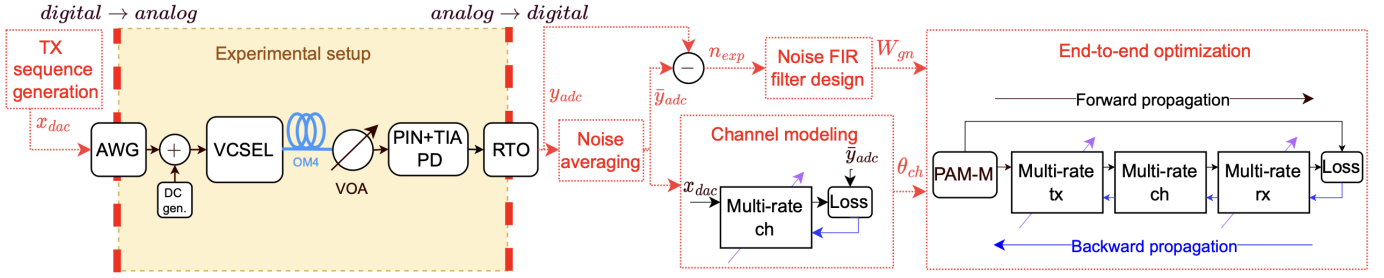 digital → analog
analog → digital
TX
sequence
generation
x_dac
Experimental setup
AWG
+
DC
gen.
VCSEL
OM4
VOA
PIN+TIA
PD
RTO
y_adc
Noise
averaging
ȳ_adc
−
n_exp
Noise FIR
filter design
W_gn
Channel modeling
x_dac
Multi-rate
ch
ȳ_adc
Loss
θ_ch
End-to-end optimization
Forward propagation
PAM-M
Multi-rate
tx
Multi-rate
ch
Multi-rate
rx
Loss
Backward propagation